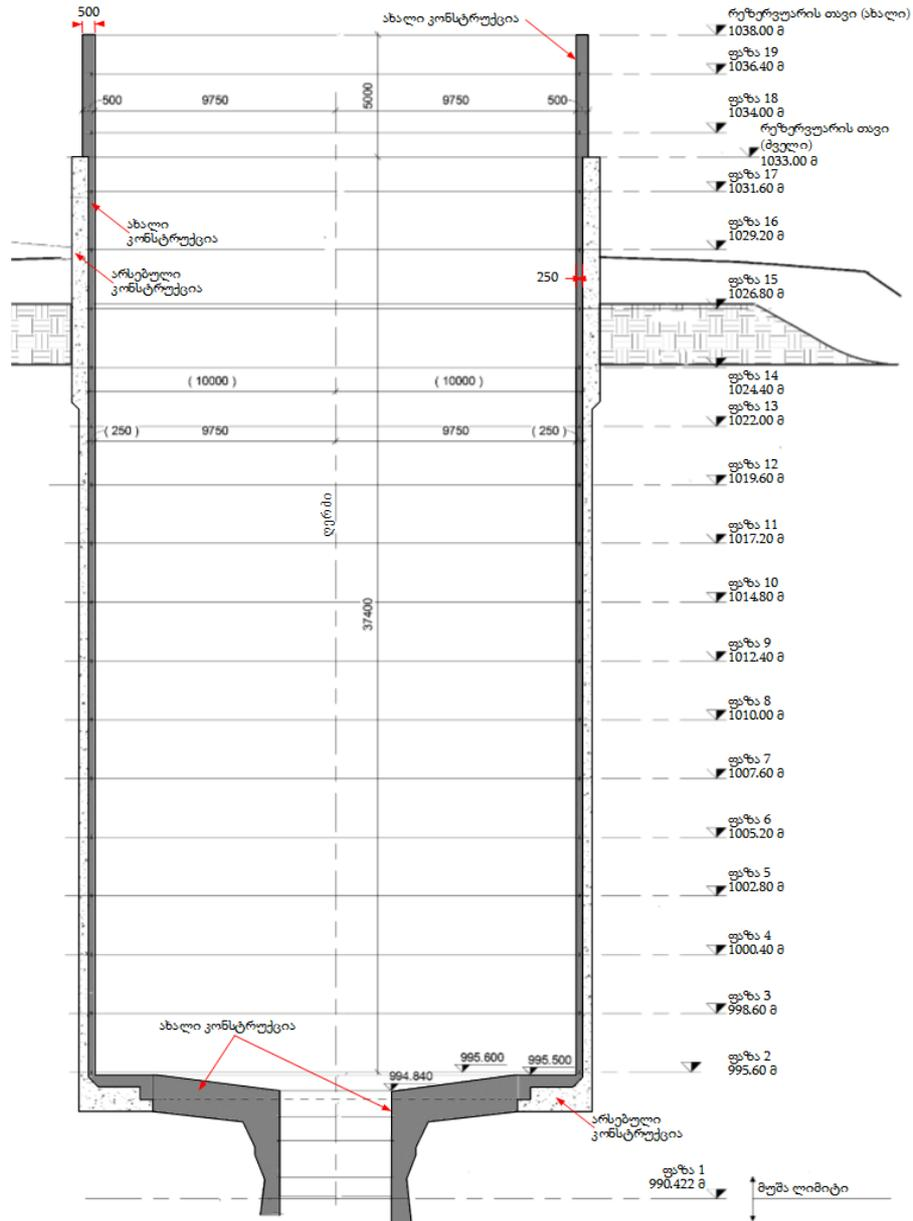 500
ახალი კონსტრუქცია
რეზერვუარის თავი (ახალი)
1038.00 მ
ფაზა 19
1036.40 მ
500
9750
5000
9750
500
ფაზა 18
1034.00 მ
რეზერვუარის თავი
(ძველი)
1033.00 მ
ფაზა 17
1031.60 მ
ახალი
კონსტრუქცია
ფაზა 16
1029.20 მ
არსებული
კონსტრუქცია
250
ფაზა 15
1026.80 მ
( 10000 )
( 10000 )
ფაზა 14
1024.40 მ
ფაზა 13
1022.00 მ
( 250 )
9750
9750
( 250 )
ფაზა 12
1019.60 მ
ღერძი
ფაზა 11
1017.20 მ
ფაზა 10
1014.80 მ
37400
ფაზა 9
1012.40 მ
ფაზა 8
1010.00 მ
ფაზა 7
1007.60 მ
ფაზა 6
1005.20 მ
ფაზა 5
1002.80 მ
ფაზა 4
1000.40 მ
ფაზა 3
998.60 მ
ახალი კონსტრუქცია
995.600
995.500
994.840
ფაზა 2
995.60 მ
არსებული
კონსტრუქცია
ფაზა 1
990.422 მ
მუშა ლიმიტი